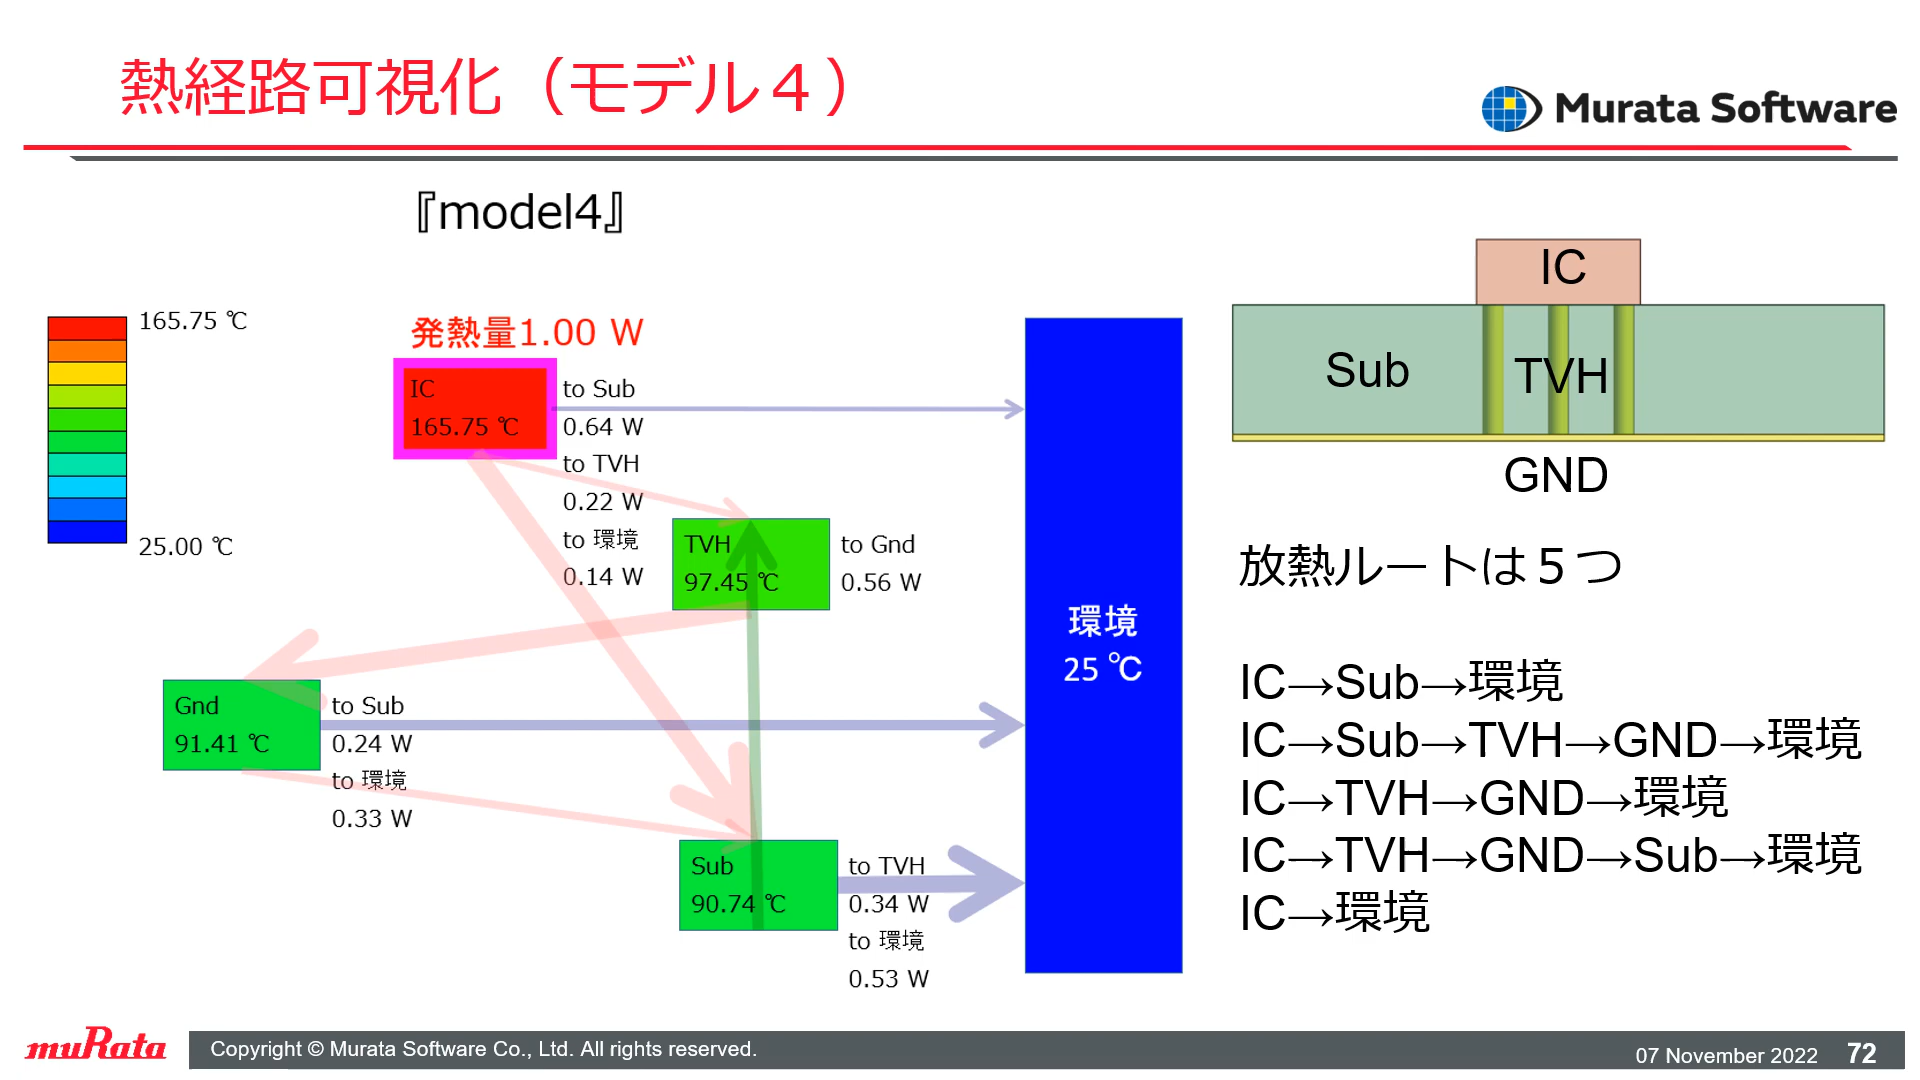 熱経路可視化（モデル４）
Murata Software
『model4』
165.75 ℃
25.00 ℃
発熱量1.00 W
IC
165.75 ℃
to Sub
0.64 W
to TVH
0.22 W
to 環境
0.14 W
TVH
97.45 ℃
to Gnd
0.56 W
Gnd
91.41 ℃
to Sub
0.24 W
to 環境
0.33 W
Sub
90.74 ℃
to TVH
0.34 W
to 環境
0.53 W
環境
25 ℃
IC
Sub
TVH
GND
放熱ルートは５つ
IC→Sub→環境
IC→Sub→TVH→GND→環境
IC→TVH→GND→環境
IC→TVH→GND→Sub→環境
IC→環境
muRata
Copyright © Murata Software Co., Ltd. All rights reserved.
07 November 2022
72